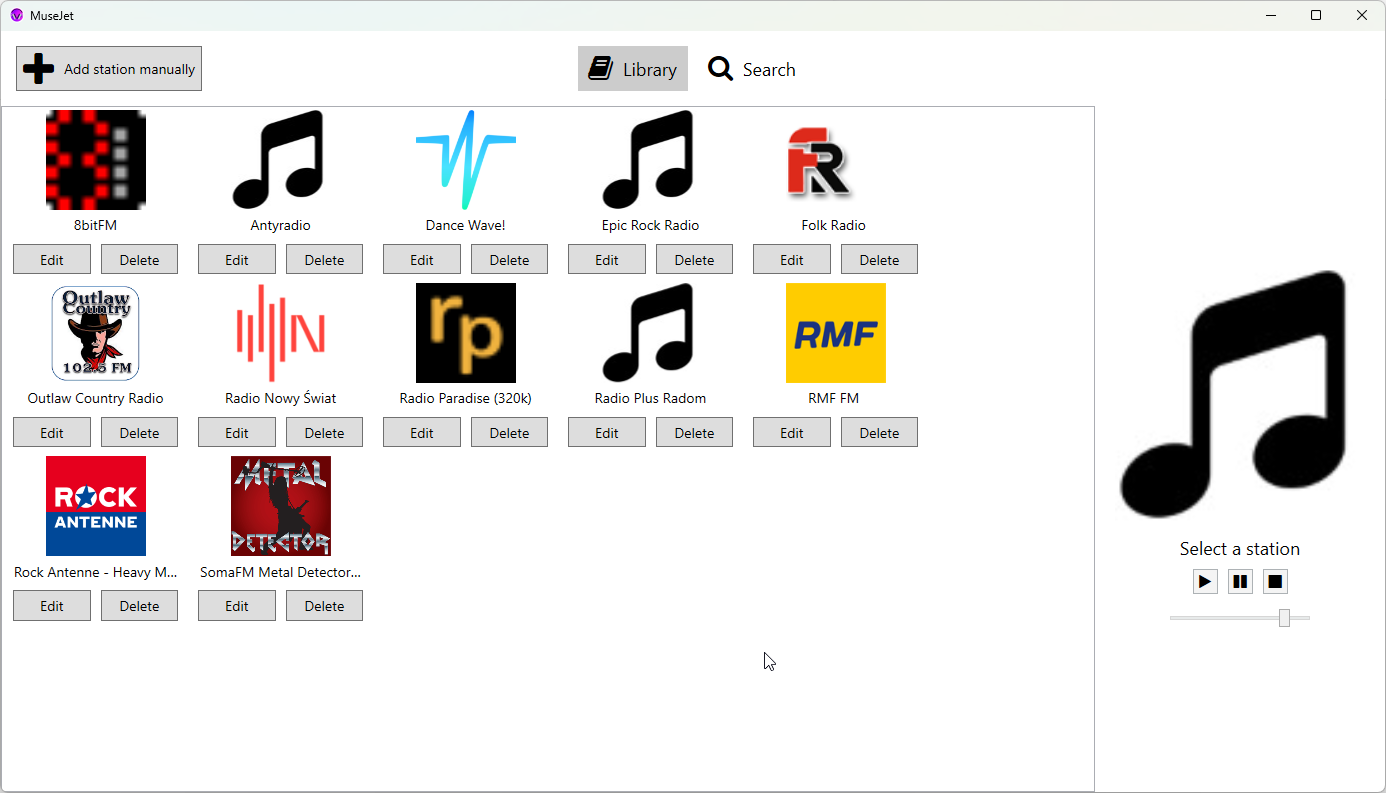 MuseJet
Add station manually
Library
Search
8bitFM
Antyradio
Dance Wave!
Epic Rock Radio
FR
Folk Radio
Edit Delete Edit Delete Edit Delete Edit Delete Edit Delete
Outlaw
Country
102.5 FM
rp
RMF
Outlaw Country Radio
Radio Nowy Świat
Radio Paradise (320k)
Radio Plus Radom
RMF FM
Edit Delete Edit Delete Edit Delete Edit Delete Edit Delete
ROCK
ANTENNE
METAL
DETECTOR
Rock Antenne - Heavy M...
SomaFM Metal Detector...
Edit Delete Edit Delete
Select a station